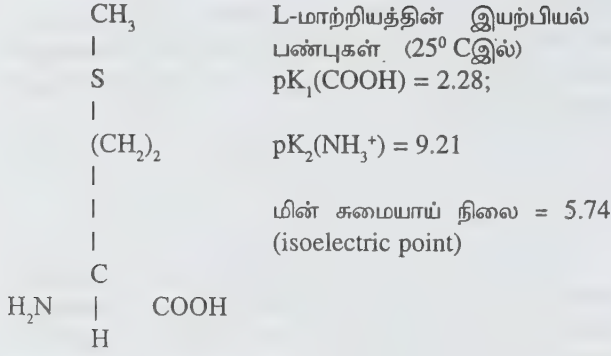 CH₃
|
S
|
(CH₂)₂
|
|
|
C
H₂N | COOH
H
L-மாற்றியத்தின் இயற்பியல்
பண்புகள் (25⁰ Cஇல்)
pK₁(COOH) = 2.28;
pK₂(NH₃⁺) = 9.21
மின் சுமையாய் நிலை = 5.74
(isoelectric point)